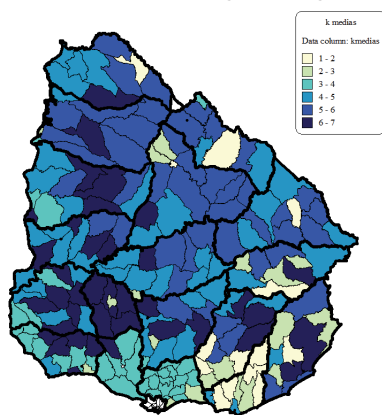 k medias
Data column: kmedias
1 - 2
2 - 3
3 - 4
4 - 5
5 - 6
6 - 7